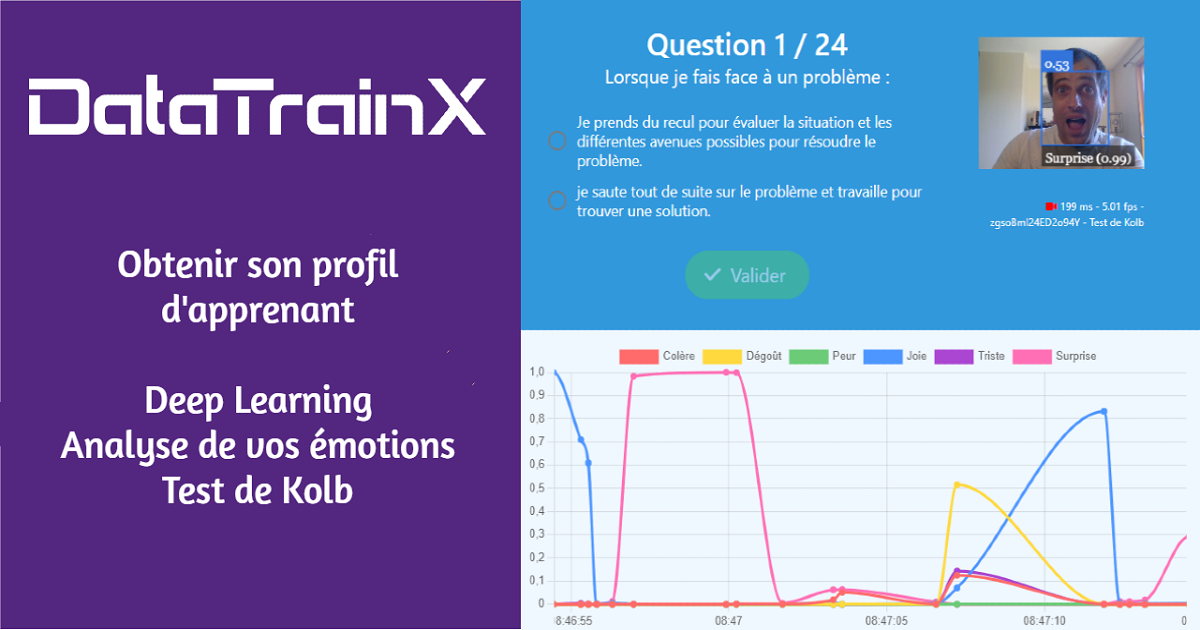 DataTrainX
Obtenir son profil
d'apprenant
Deep Learning
Analyse de vos émotions
Test de Kolb
Question 1 / 24
Lorsque je fais face à un problème :
Je prends du recul pour évaluer la situation et les
différentes avenues possibles pour résoudre le
problème.
je saute tout de suite sur le problème et travaille pour
trouver une solution.
Valider
0.53
Surprise (0.99)
199 ms - 5.01 fps -
zgso8ml24ED2o94Y - Test de Kolb
Colère Dégoût Peur Joie Triste Surprise
1,0
0,9
0,8
0,7
0,6
0,5
0,4
0,3
0,2
0,1
0
8:46:55 08:47 08:47:05 08:47:10 0